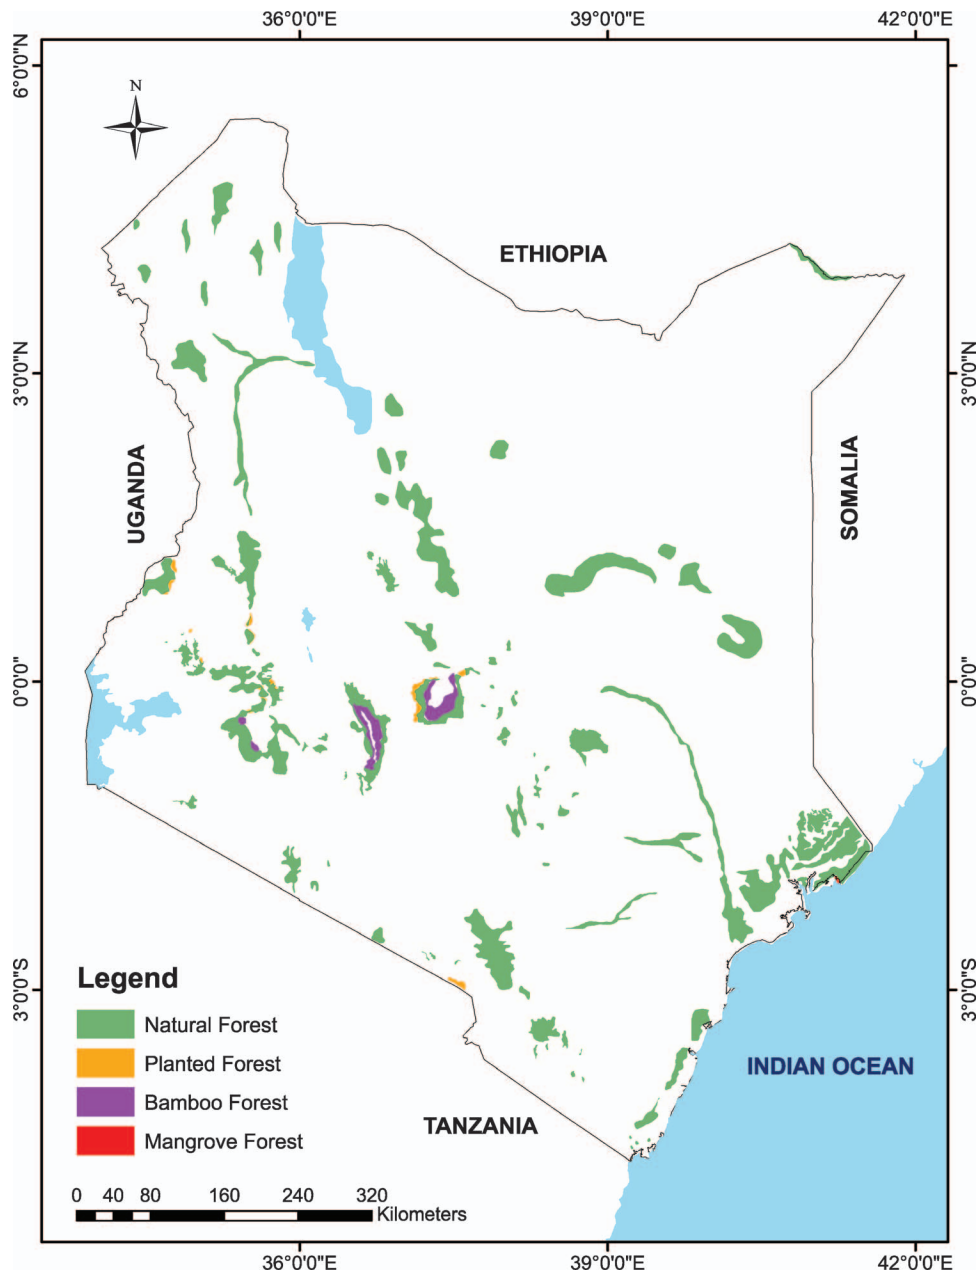 36°0'0"E 39°0'0"E 42°0'0"E
6°0'0"N
N
ETHIOPIA
3°0'0"N 3°0'0"N
UGANDA
SOMALIA
0°0'0" 0°0'0"
3°0'0"S 3°0'0"S
Legend
Natural Forest
Planted Forest
Bamboo Forest
Mangrove Forest
INDIAN OCEAN
TANZANIA
0 40 80 160 240 320
Kilometers
36°0'0"E 39°0'0"E 42°0'0"E